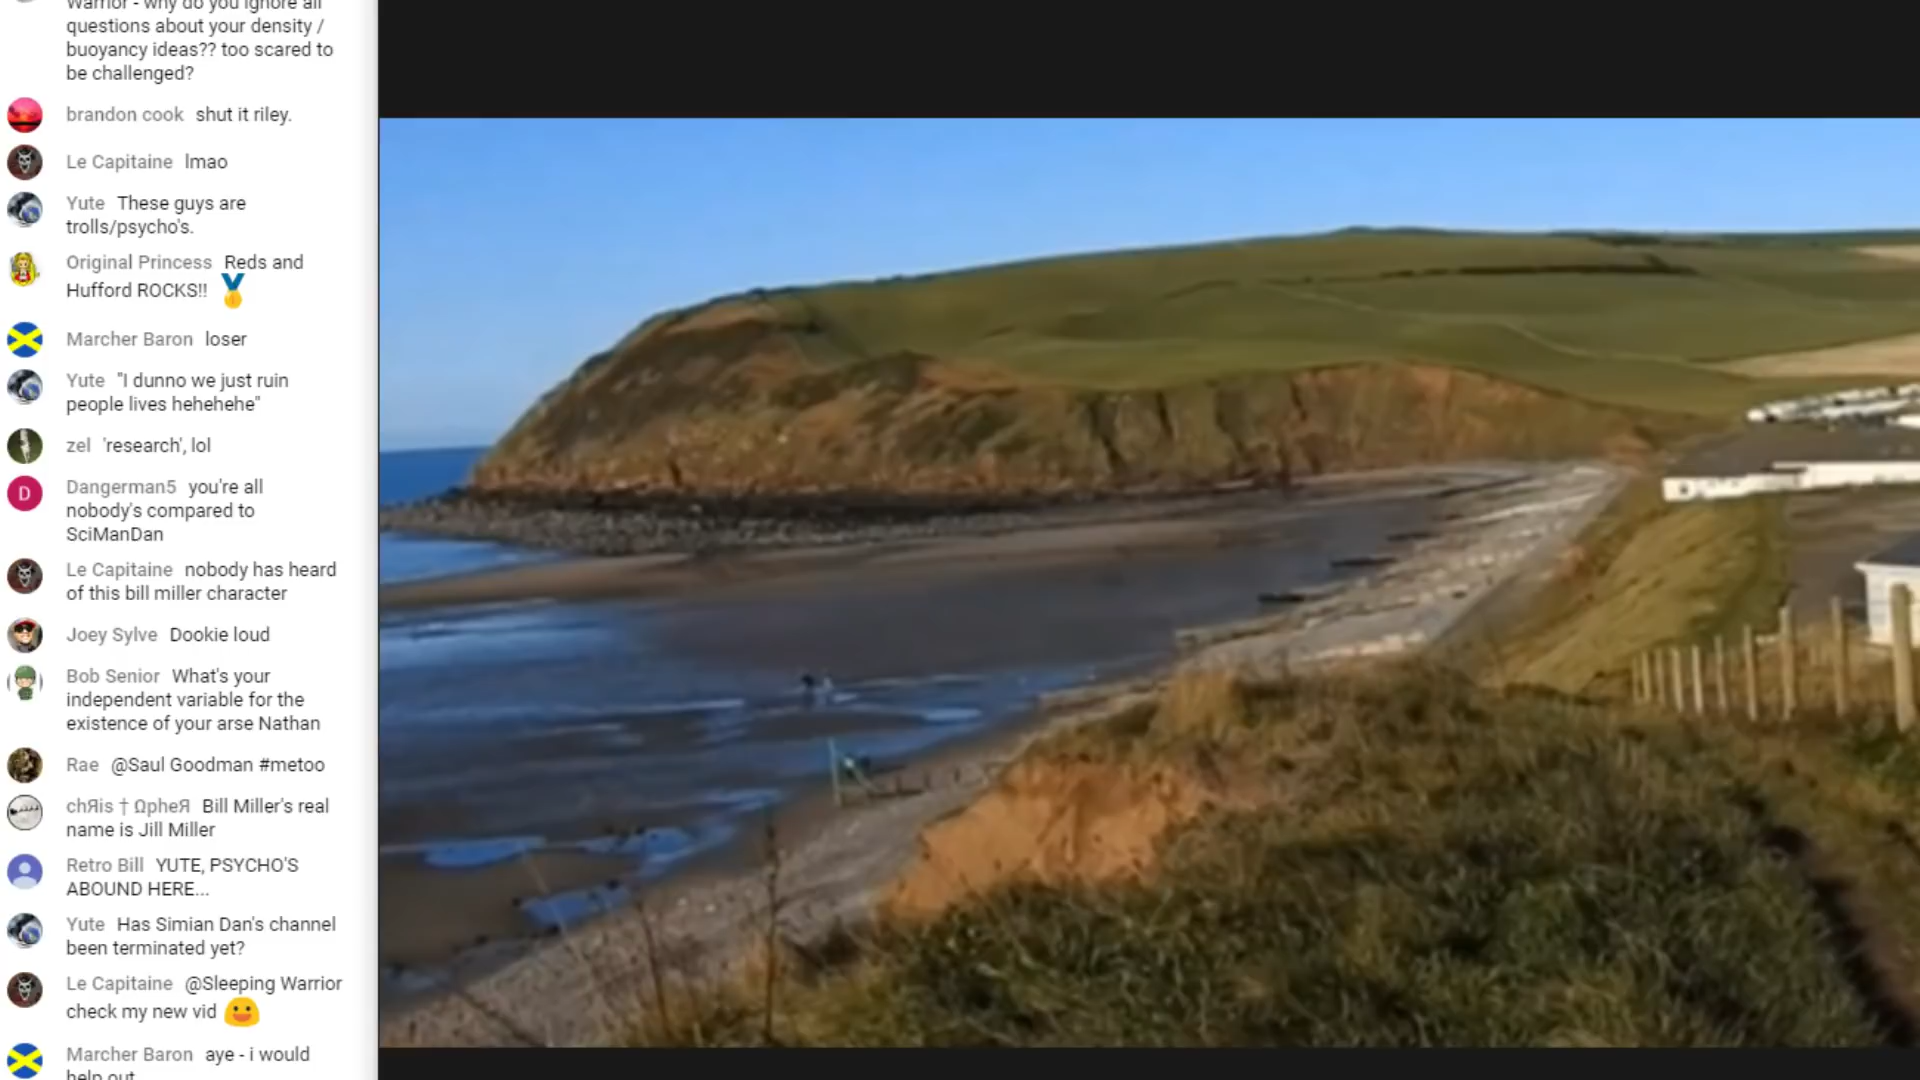 Warrior - why do you ignore all
questions about your density /
buoyancy ideas?? too scared to
be challenged?
brandon cook shut it riley.
Le Capitaine lmao
Yute These guys are
trolls/psycho's.
Original Princess Reds and
Hufford ROCKS!!
Marcher Baron loser
Yute "I dunno we just ruin
people lives hehehehe"
zel 'research', lol
D
Dangerman5 you're all
nobody's compared to
SciManDan
Le Capitaine nobody has heard
of this bill miller character
Joey Sylve Dookie loud
Bob Senior What's your
independent variable for the
existence of your arse Nathan
Rae @Saul Goodman #metoo
chЯis † ΩpheЯ Bill Miller's real
name is Jill Miller
Retro Bill YUTE, PSYCHO'S
ABOUND HERE...
Yute Has Simian Dan's channel
been terminated yet?
Le Capitaine @Sleeping Warrior
check my new vid
Marcher Baron aye - i would
help out